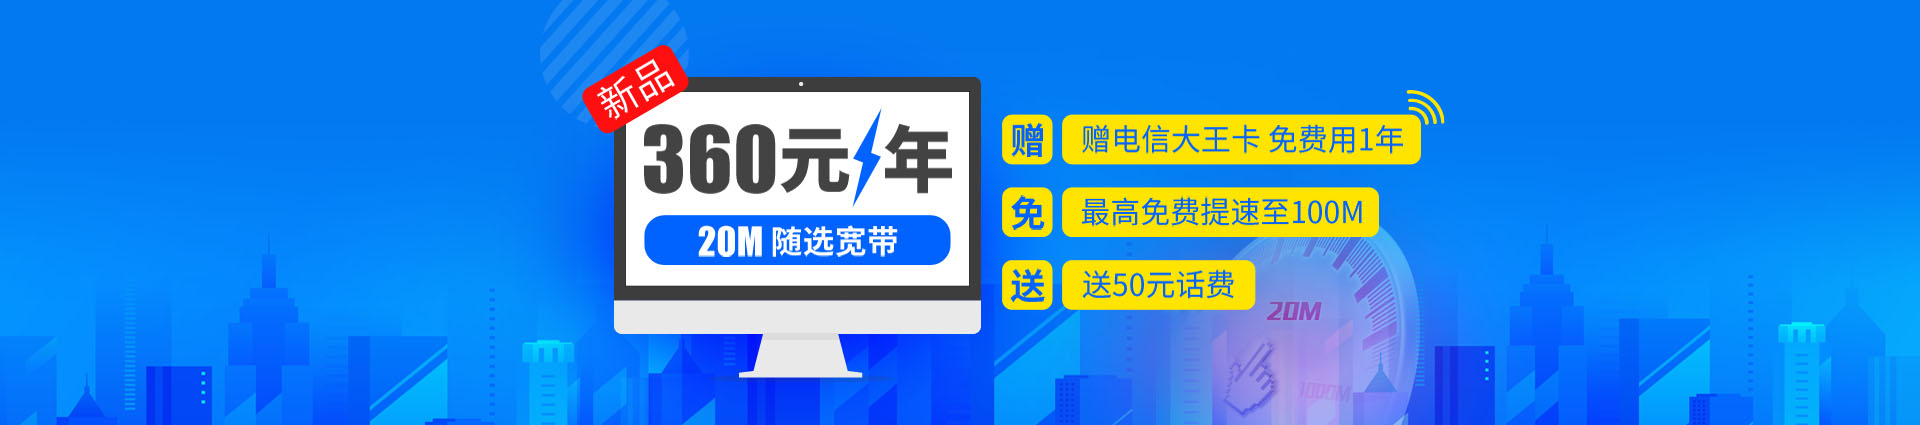 新品
360元/年
20M 随选宽带
赠 赠电信大王卡 免费用1年
免 最高免费提速至100M
送 送50元话费
20M
1000M